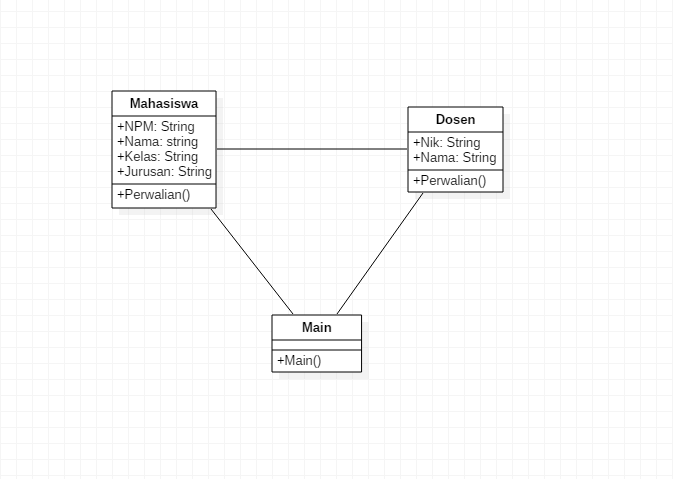 Mahasiswa
+NPM: String
+Nama: string
+Kelas: String
+Jurusan: String
+Perwalian()
Dosen
+Nik: String
+Nama: String
+Perwalian()
Main
+Main()